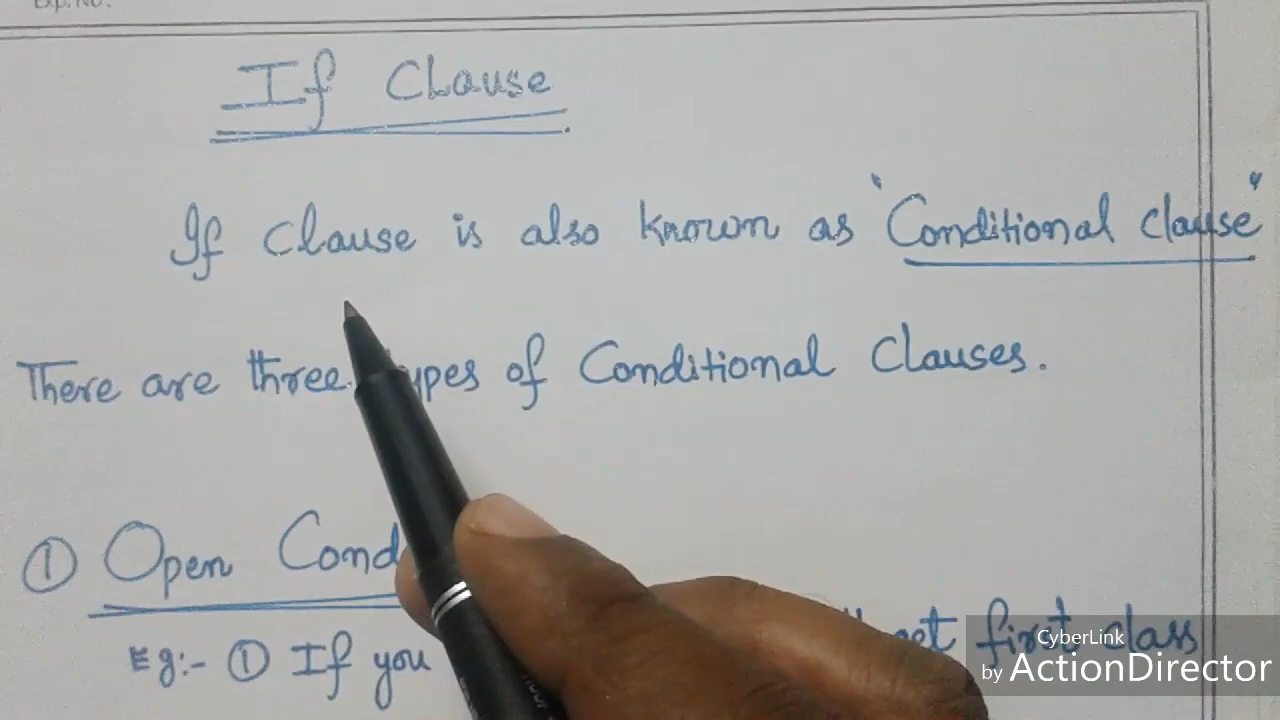 If Clause
If Clause is also known as "Conditional Clause"
There are three types of Conditional Clauses.
① Open
Eg:- ① If you get first class
CyberLink
by ActionDirector